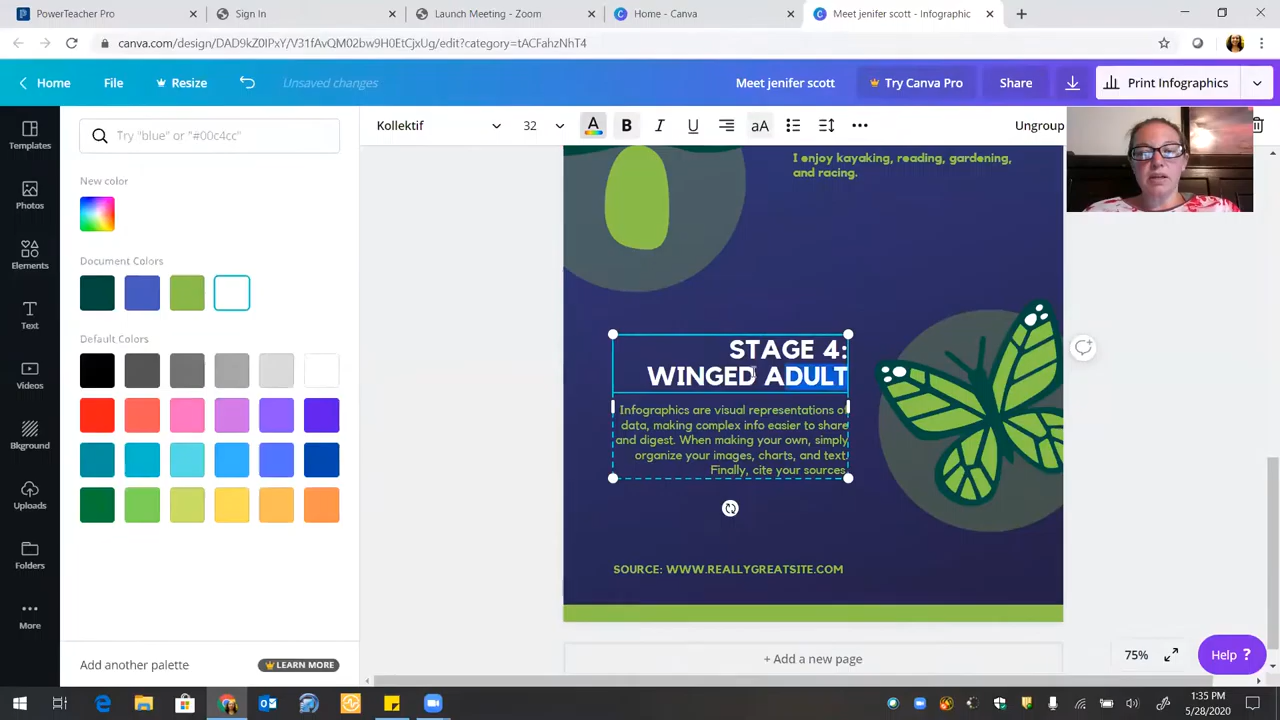 PowerTeacher Pro
Sign In
Launch Meeting - Zoom
Home - Canva
Meet jenifer scott - Infographic
canva.com/design/DAD9kZ0IPxY/V31fAvQM02bw9H0EtCjxUg/edit?category=tACFahzNhT4
Home
File
Resize
Unsaved changes
Meet jenifer scott
Try Canva Pro
Share
Print Infographics
Kollektif
32
A
B
I
U
aA
Ungroup
Templates
Photos
Elements
Text
Videos
Bkground
Uploads
Folders
More
Try "blue" or "#00c4cc"
New color
Document Colors
Default Colors
Add another palette
LEARN MORE
I enjoy kayaking, reading, gardening,
and racing.
STAGE 4:
WINGED ADULT
Infographics are visual representations of
data, making complex info easier to share
and digest. When making your own, simply
organize your images, charts, and text.
Finally, cite your sources.
SOURCE: WWW.REALLYGREATSITE.COM
+ Add a new page
75%
Help ?
1:35 PM
5/28/2020